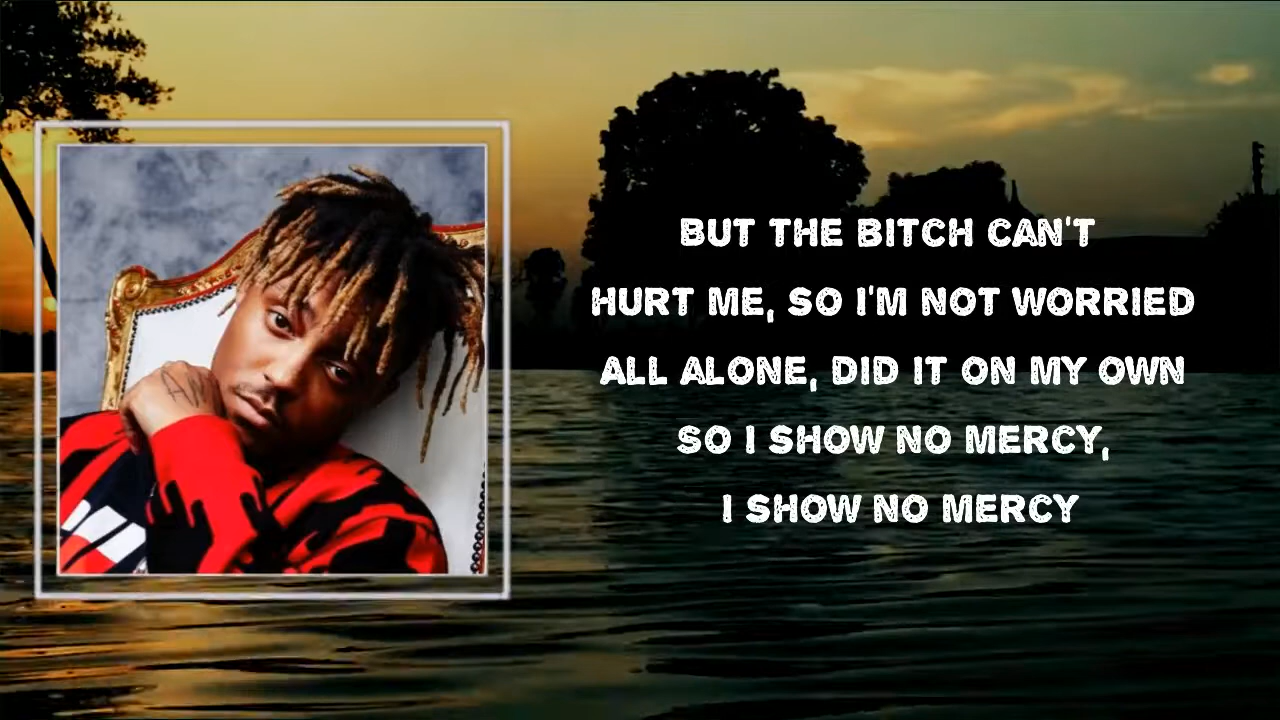 BUT THE BITCH CAN'T
HURT ME, SO I'M NOT WORRIED
ALL ALONE, DID IT ON MY OWN
SO I SHOW NO MERCY,
I SHOW NO MERCY